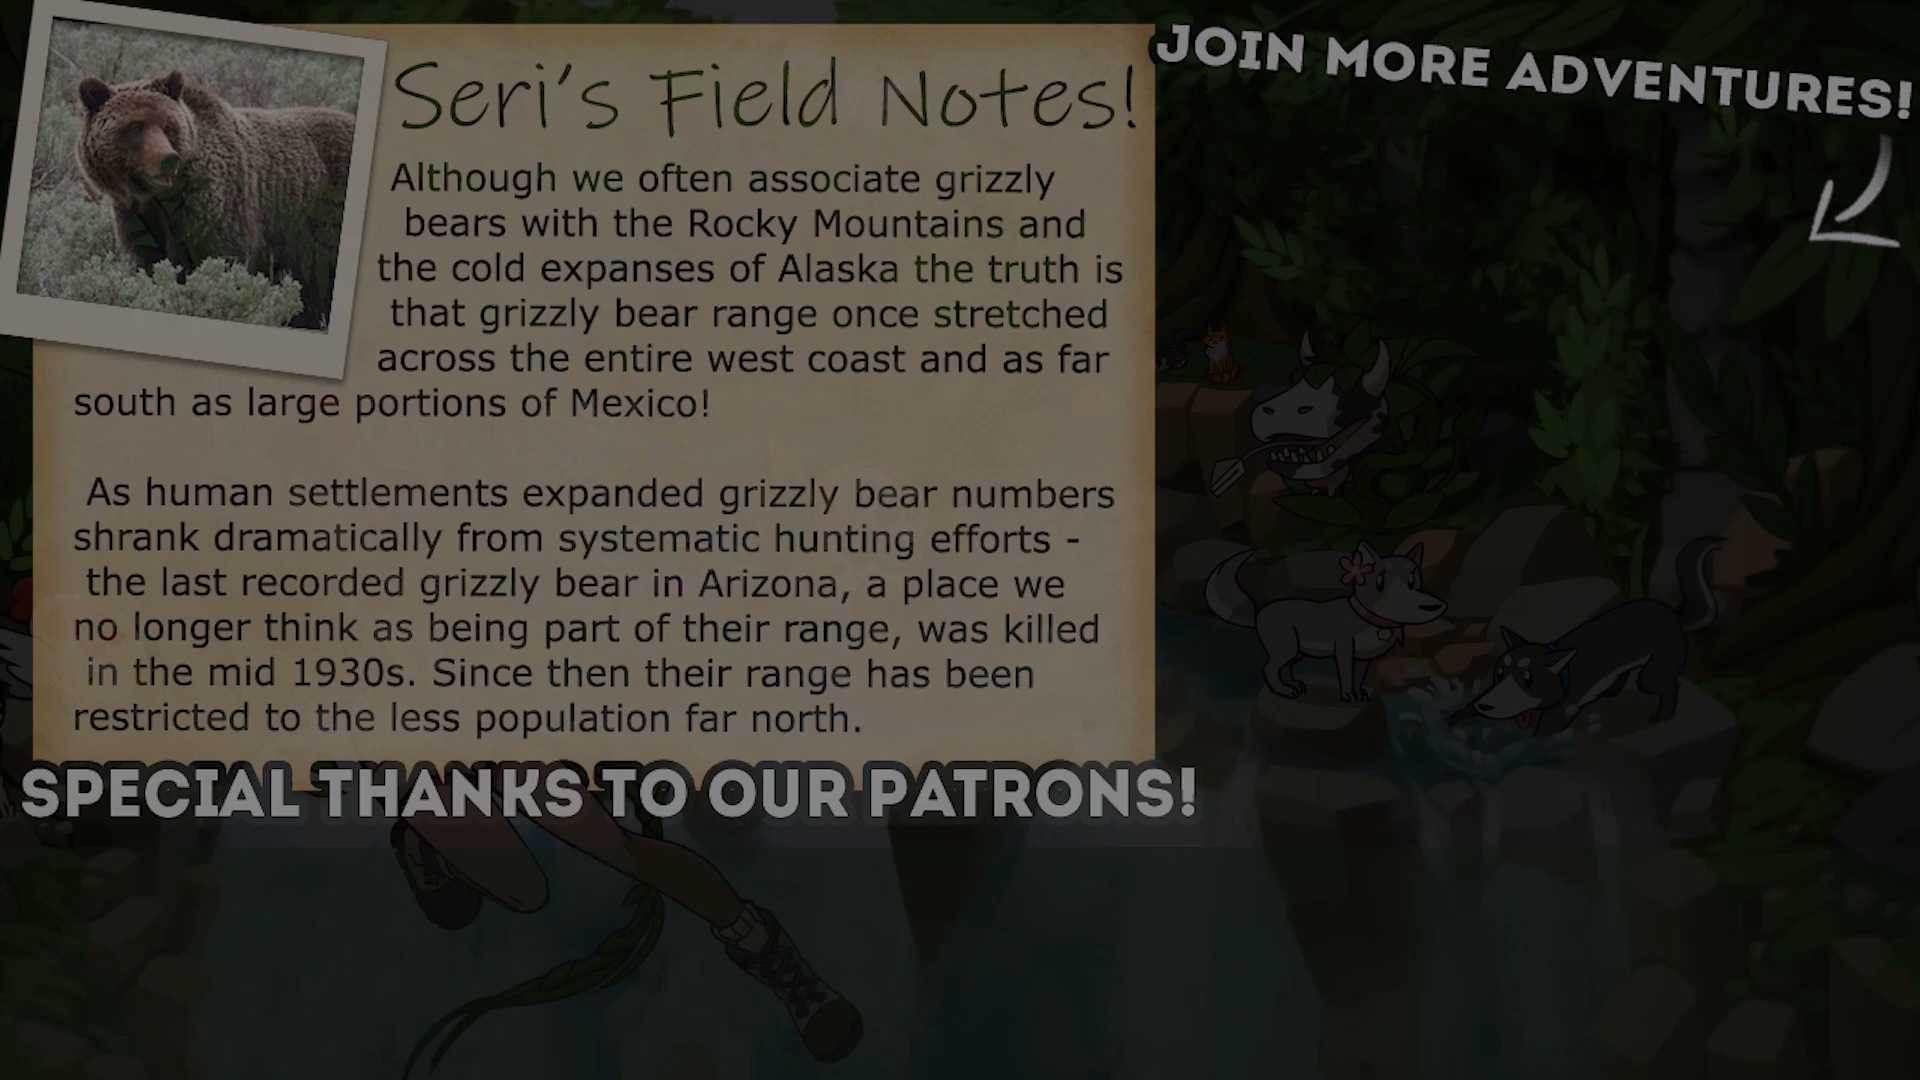 Seri's Field Notes!
JOIN MORE ADVENTURES!
Although we often associate grizzly
bears with the Rocky Mountains and
the cold expanses of Alaska the truth is
that grizzly bear range once stretched
across the entire west coast and as far
south as large portions of Mexico!
As human settlements expanded grizzly bear numbers
shrank dramatically from systematic hunting efforts -
the last recorded grizzly bear in Arizona, a place we
no longer think as being part of their range, was killed
in the mid 1930s. Since then their range has been
restricted to the less population far north.
SPECIAL THANKS TO OUR PATRONS!